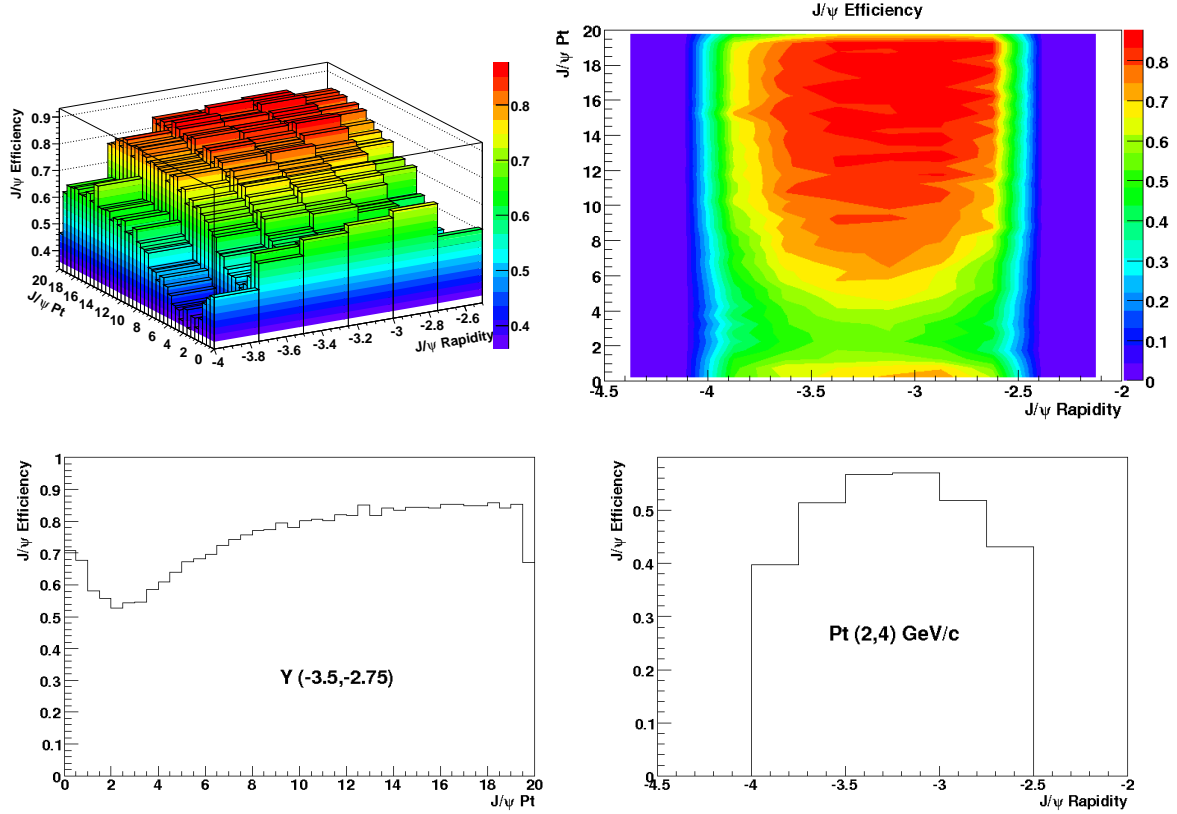 J/ψ Efficiency
0.9
0.8
0.7
0.6
0.5
0.4
20 18 16 14 12 10 8 6 4 2 0
J/ψ Pt
-4 -3.8 -3.6 -3.4 -3.2 -3 -2.8 -2.6
J/ψ Rapidity
0.8
0.7
0.6
0.5
0.4
J/ψ Efficiency
J/ψ Pt
20
18
16
14
12
10
8
6
4
2
0
-4.5 -4 -3.5 -3 -2.5 -2
J/ψ Rapidity
0.8
0.7
0.6
0.5
0.4
0.3
0.2
0.1
0
J/ψ Efficiency
1
0.9
0.8
0.7
0.6
0.5
0.4
0.3
0.2
0.1
0
Y (-3.5,-2.75)
0 2 4 6 8 10 12 14 16 18 20
J/ψ Pt
J/ψ Efficiency
0.5
0.4
0.3
0.2
0.1
0
Pt (2,4) GeV/c
-4.5 -4 -3.5 -3 -2.5 -2
J/ψ Rapidity